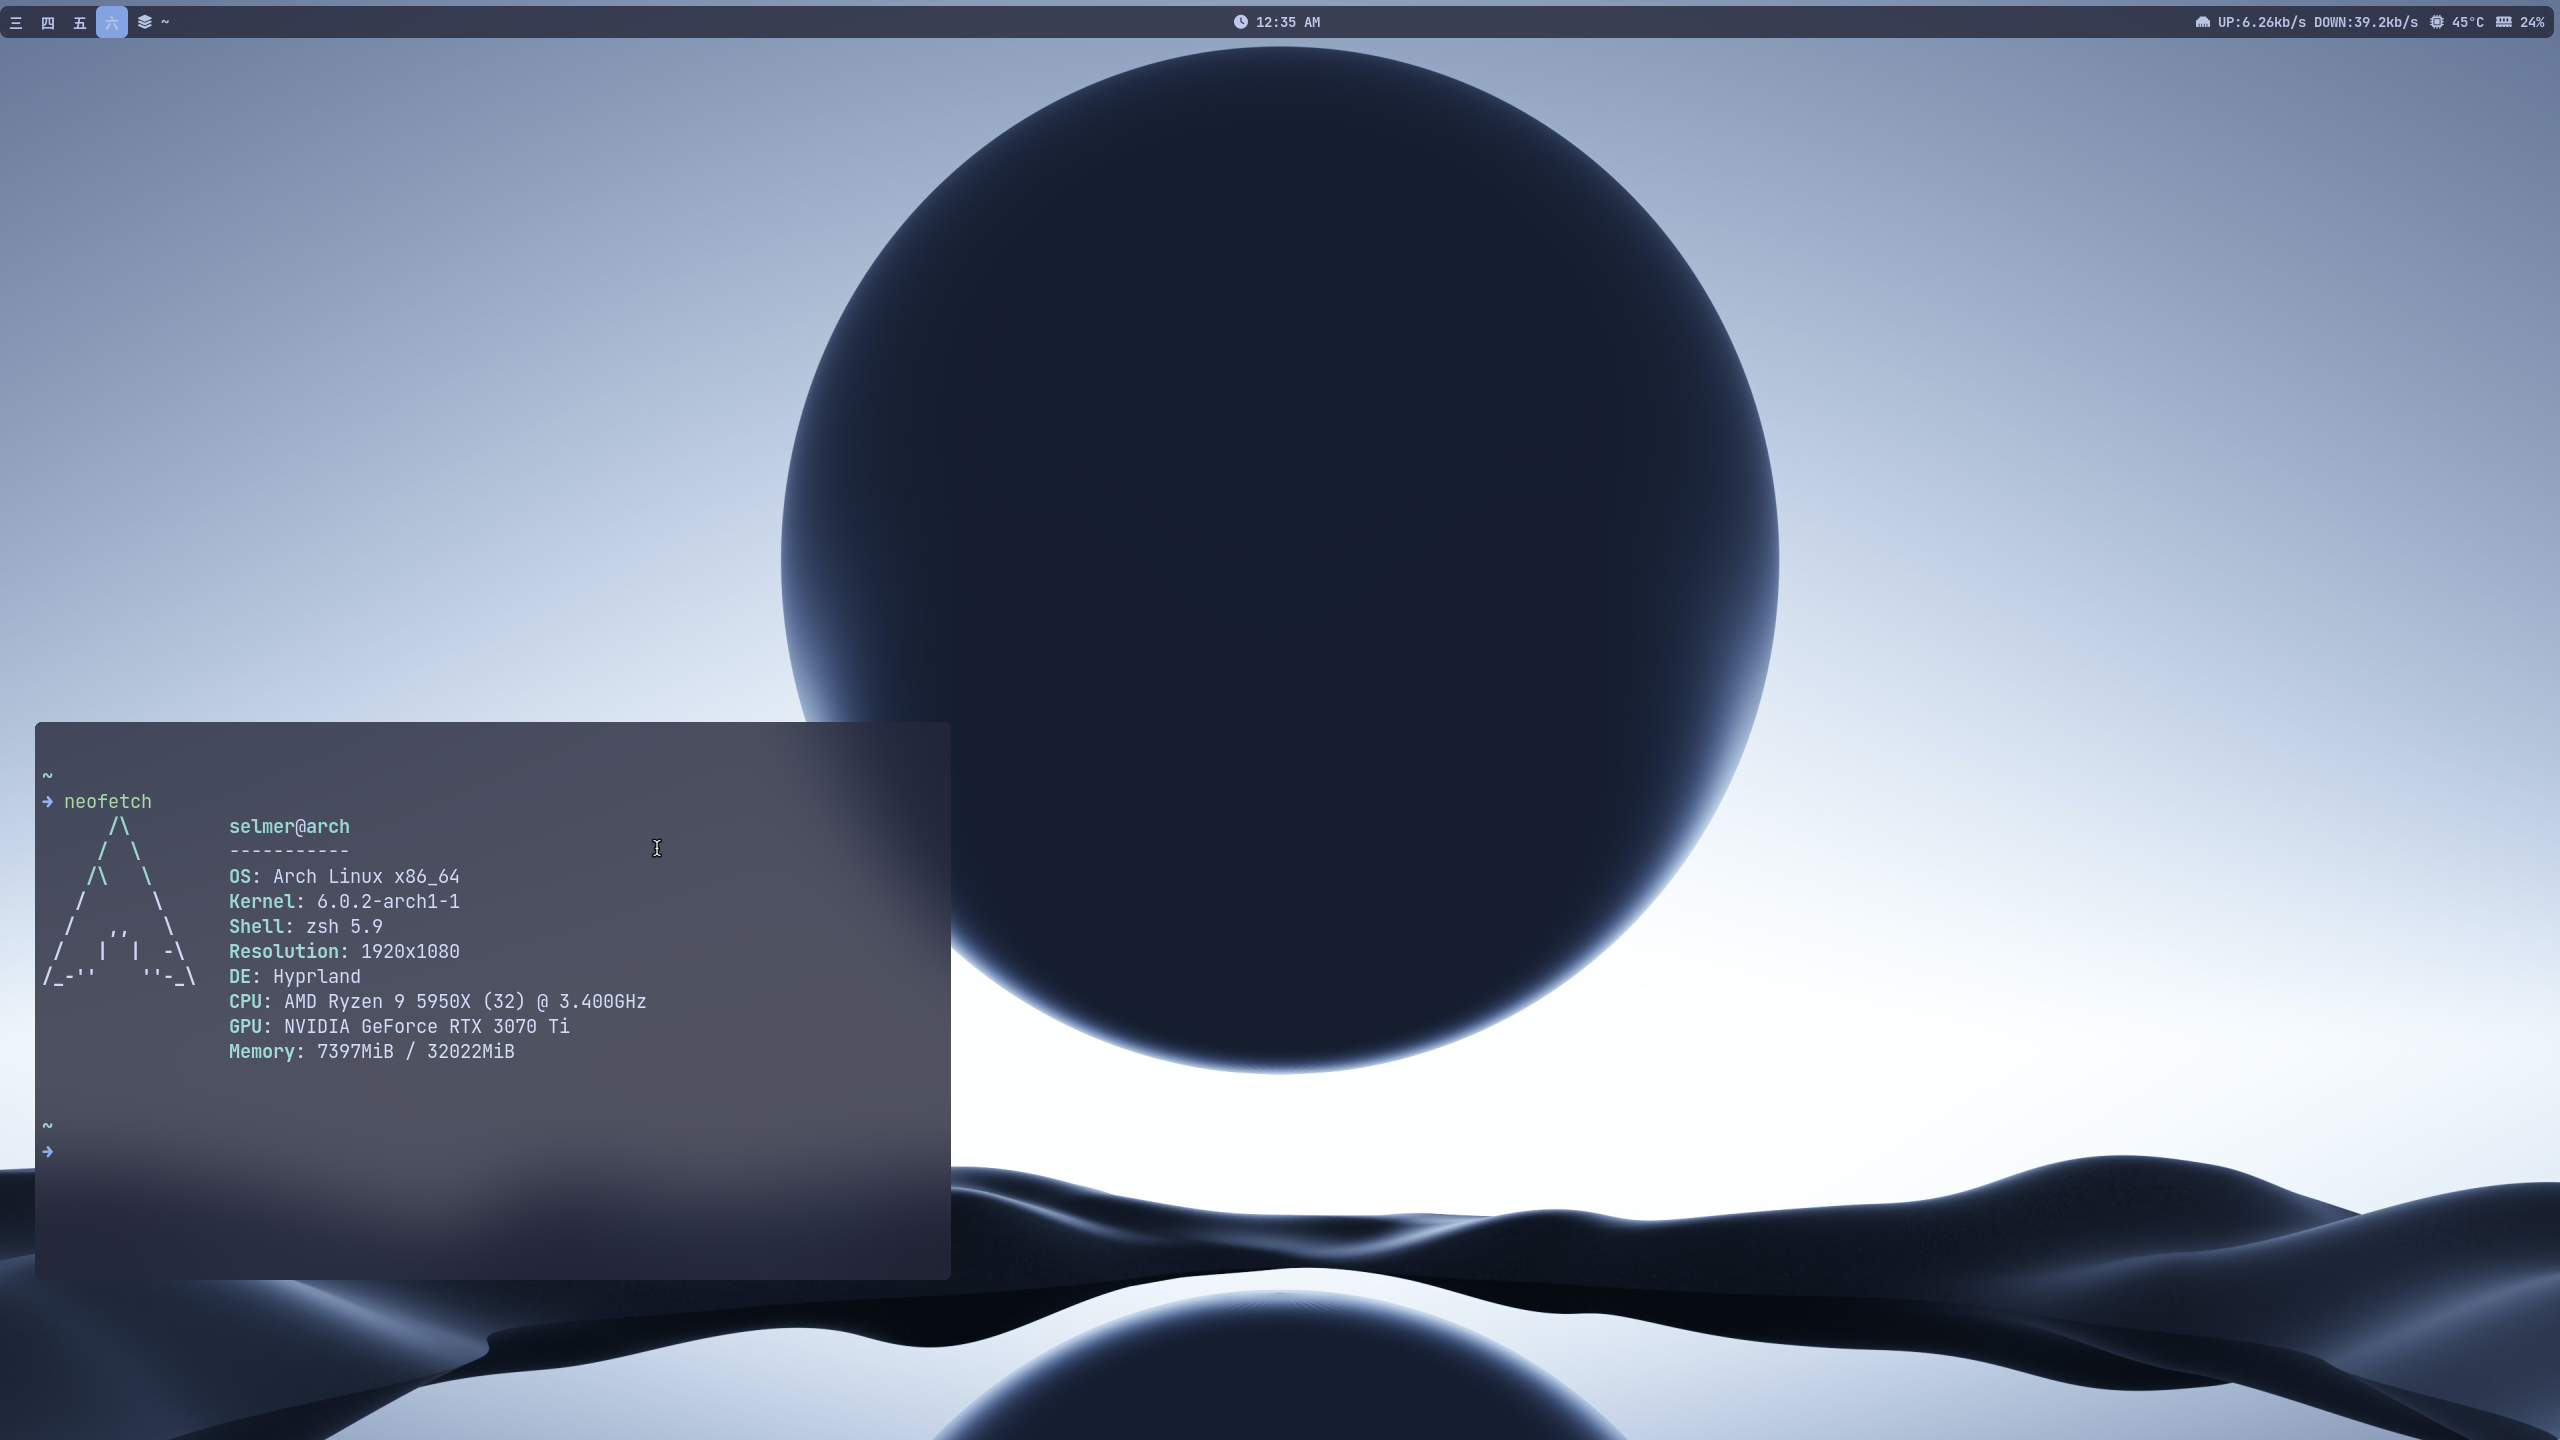 三 四 五 六 ~ 12:35 AM UP:6.26kb/s DOWN:39.2kb/s 45°C 24%
~
→ neofetch
selmer@arch
-----------
OS: Arch Linux x86_64
Kernel: 6.0.2-arch1-1
Shell: zsh 5.9
Resolution: 1920x1080
DE: Hyprland
CPU: AMD Ryzen 9 5950X (32) @ 3.400GHz
GPU: NVIDIA GeForce RTX 3070 Ti
Memory: 7397MiB / 32022MiB
~
→